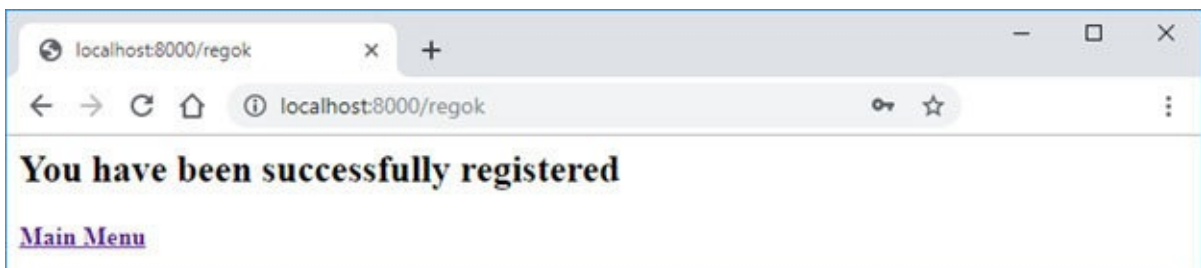 localhost:8000/regok
localhost:8000/regok
You have been successfully registered
Main Menu